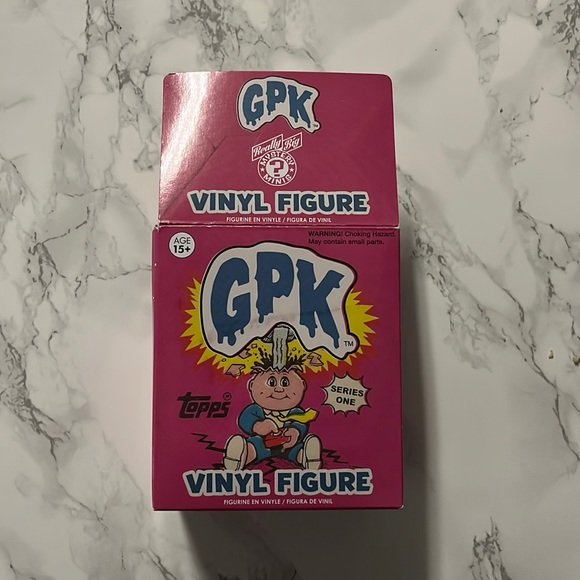 GPK
TM
Really Big
MYSTERY
?
MINIS
VINYL FIGURE
FIGURINE EN VINYLE / FIGURA DE VINIL
AGE
15+
WARNING! Choking Hazard.
May contain small parts.
GPK
TM
Topps
SERIES
ONE
VINYL FIGURE
FIGURINE EN VINYLE / FIGURA DE VINIL